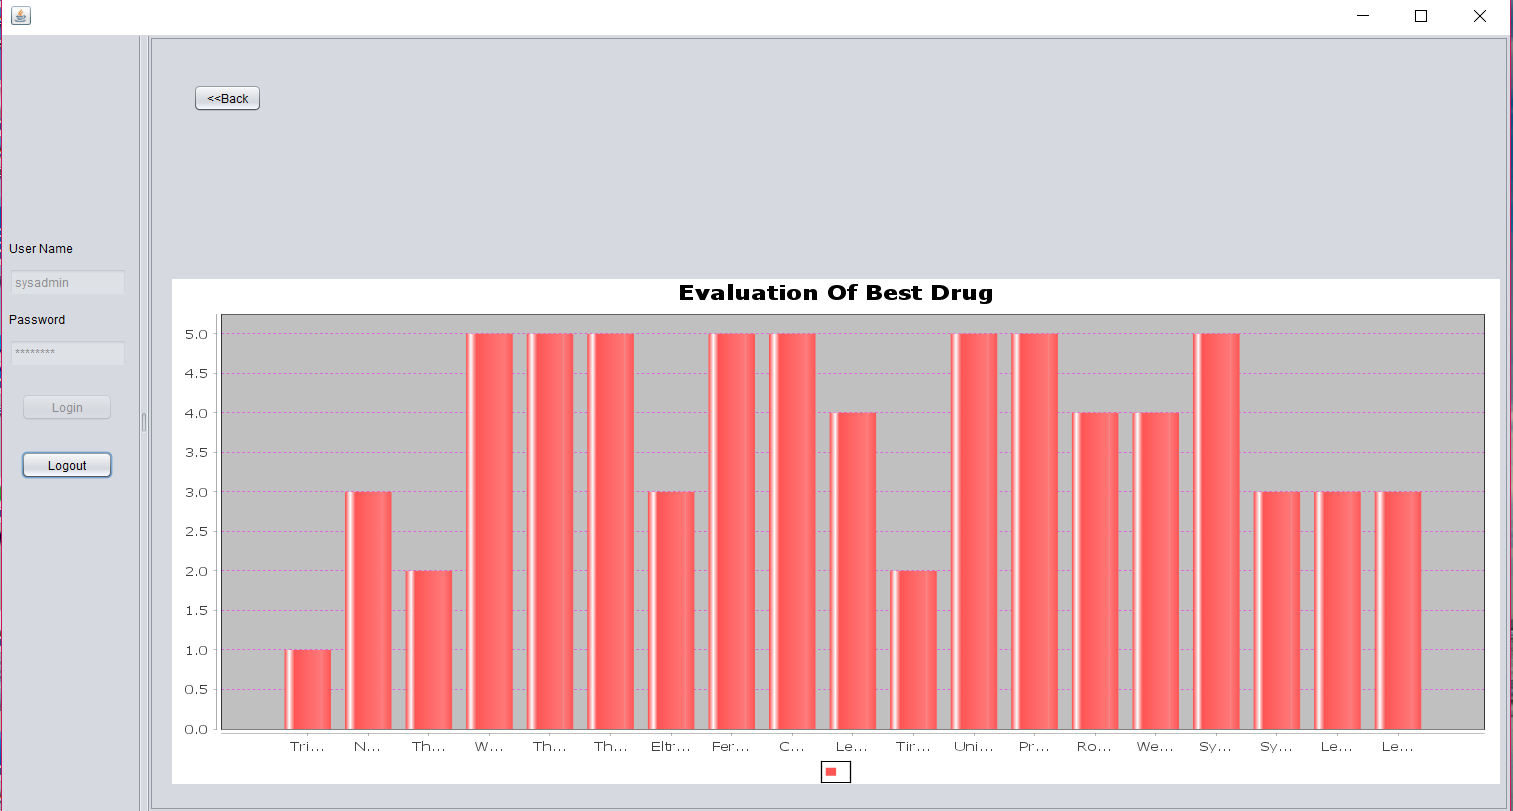 <<Back
User Name
sysadmin
Password
********
Login
Logout
Evaluation Of Best Drug
5.0
4.5
4.0
3.5
3.0
2.5
2.0
1.5
1.0
0.5
0.0
Tri... N... Th... W... Th... Th... Eltr... Fer... C... Le... Tir... Uni... Pr... Ro... We... Sy... Sy... Le... Le...